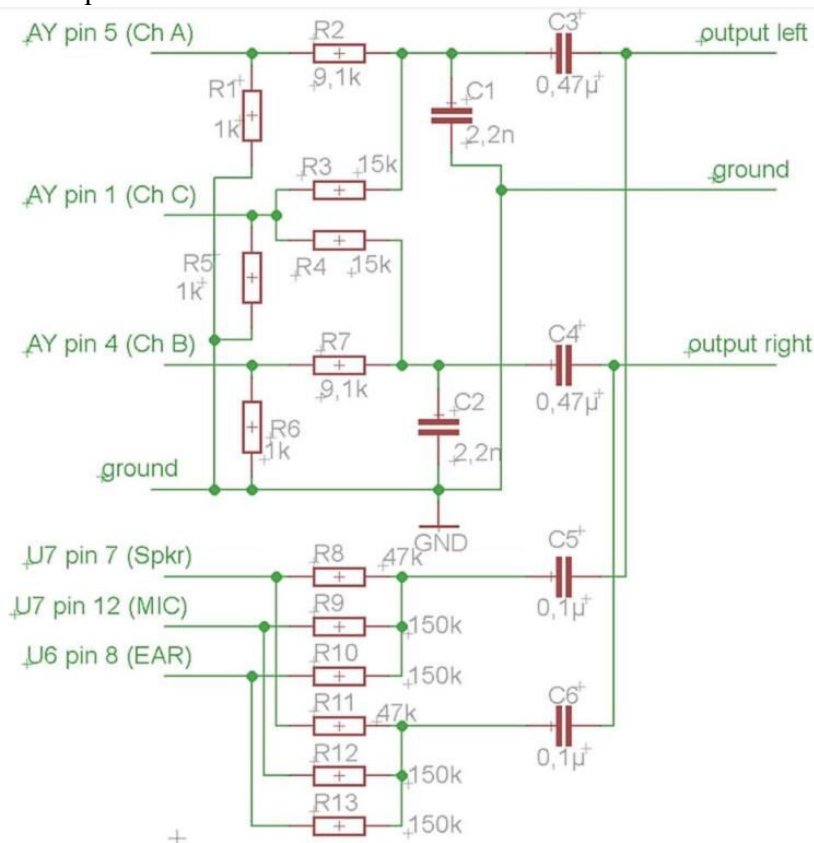 AY pin 5 (Ch A)
R2
9,1k
C3
0,47µ
output left
R1
1k
C1
2,2n
R3
15k
ground
AY pin 1 (Ch C)
R4
15k
R5
1k
AY pin 4 (Ch B)
R7
9,1k
C4
0,47µ
output right
R6
1k
C2
2,2n
ground
GND
U7 pin 7 (Spkr)
R8
47k
C5
0,1µ
U7 pin 12 (MIC)
R9
150k
U6 pin 8 (EAR)
R10
150k
R11
47k
C6
0,1µ
R12
150k
R13
150k